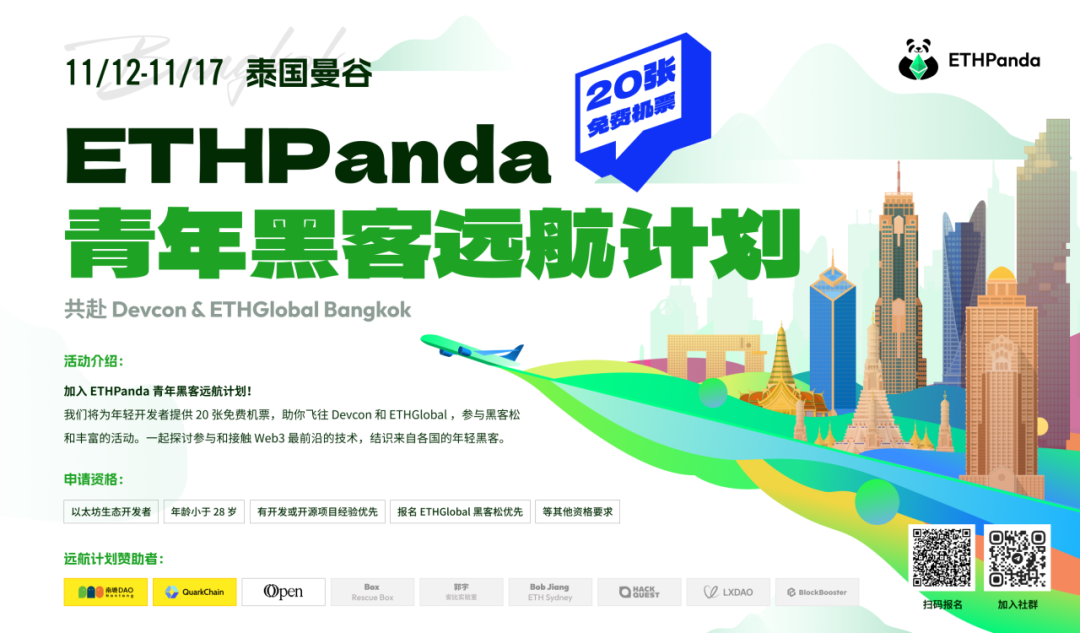 Bangkok
11/12-11/17 泰国曼谷
20张
免费机票
ETHPanda
ETHPanda
青年黑客远航计划
共赴 Devcon & ETHGlobal Bangkok
活动介绍：
加入 ETHPanda 青年黑客远航计划！
我们将为年轻开发者提供 20 张免费机票，助你飞往 Devcon 和 ETHGlobal ，参与黑客松
和丰富的活动。一起探讨参与和接触 Web3 最前沿的技术，结识来自各国的年轻黑客。
申请资格：
以太坊生态开发者
年龄小于 28 岁
有开发或开源项目经验优先
报名 ETHGlobal 黑客松优先
等其他资格要求
远航计划赞助者：
南塘DAO
Nantang
QuarkChain
Open
Box
Rescue Box
郭宇
安比实验室
Bob Jiang
ETH Sydney
HACK
QUEST
LXDAO
BlockBooster
扫码报名
加入社群